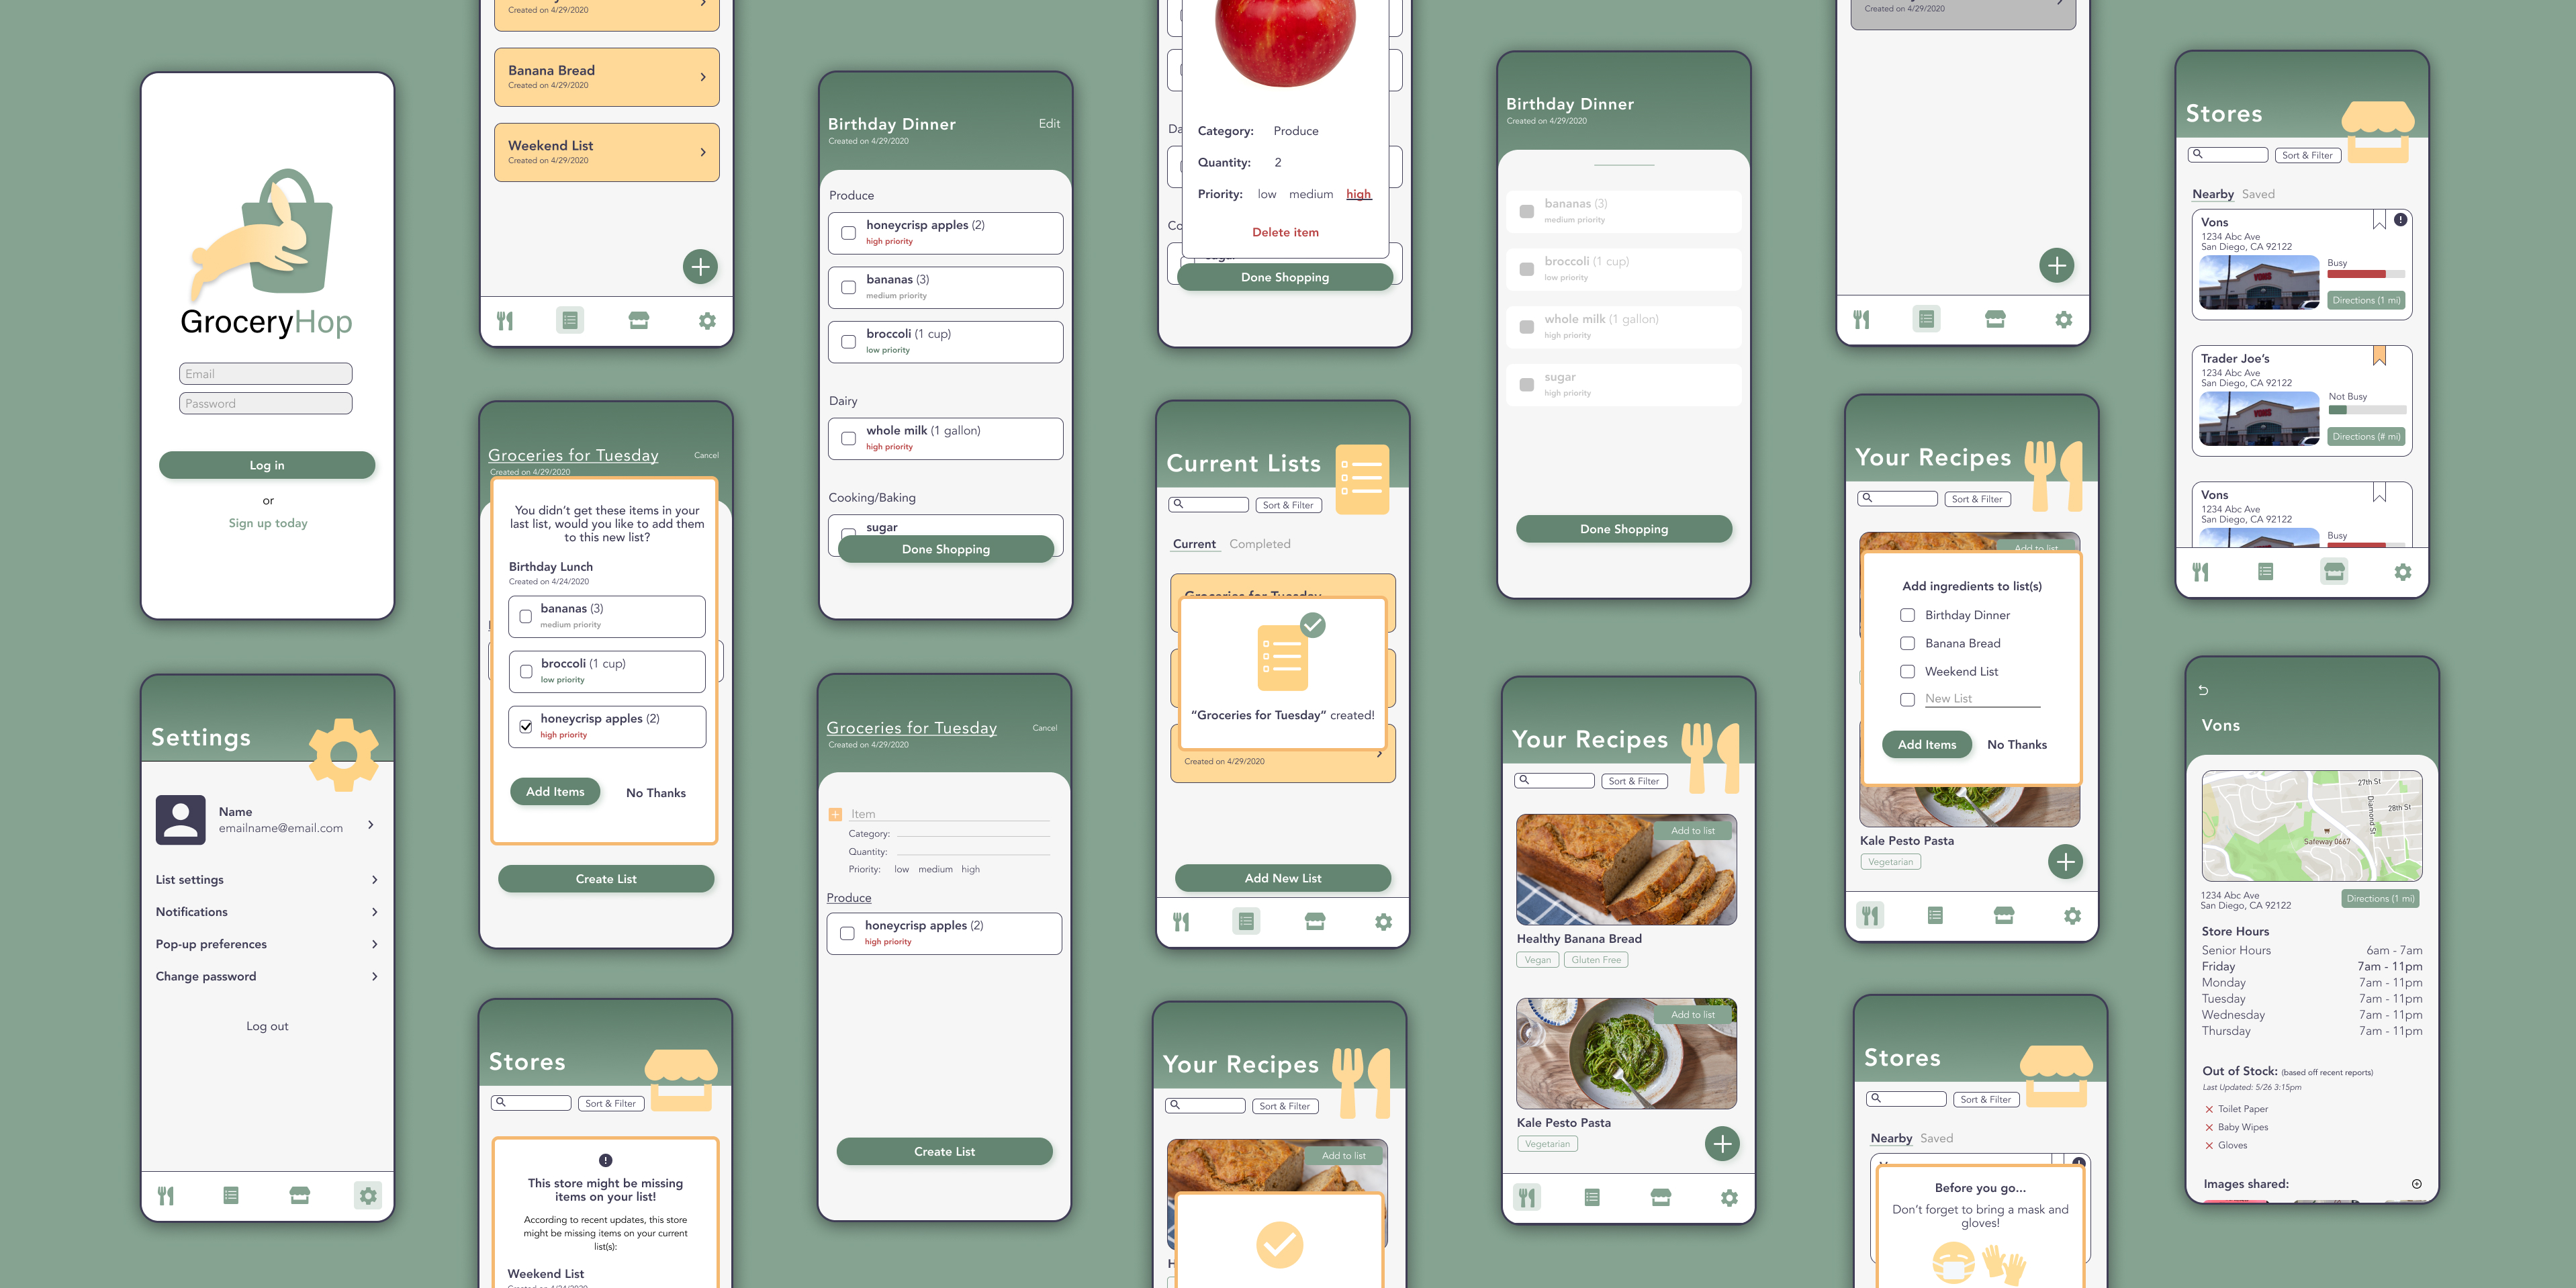 GroceryHop
Email
Password
Log in
or
Sign up today
Settings
Name
emailname@email.com
List settings
Notifications
Pop-up preferences
Change password
Log out
Created on 4/29/2020
Banana Bread
Created on 4/29/2020
Weekend List
Created on 4/29/2020
Groceries for Tuesday
Cancel
Created on 4/29/2020
You didn't get these items in your
last list, would you like to add them
to this new list?
Birthday Lunch
Created on 4/24/2020
bananas (3)
medium priority
broccoli (1 cup)
low priority
honeycrisp apples (2)
high priority
Add Items
No Thanks
Create List
Stores
Sort & Filter
This store might be missing
items on your list!
According to recent updates, this store
might be missing items on your current
list(s):
Weekend List
Birthday Dinner
Edit
Created on 4/29/2020
Produce
honeycrisp apples (2)
high priority
bananas (3)
medium priority
broccoli (1 cup)
low priority
Dairy
whole milk (1 gallon)
high priority
Cooking/Baking
sugar
Done Shopping
Groceries for Tuesday
Cancel
Created on 4/29/2020
Item
Category:
Quantity:
Priority: low medium high
Produce
honeycrisp apples (2)
high priority
Create List
Da
Co
Category: Produce
Quantity: 2
Priority: low medium high
Delete item
sugar
Done Shopping
Current Lists
Sort & Filter
Current Completed
Groceries for Tuesday
"Groceries for Tuesday" created!
Created on 4/29/2020
Add New List
Your Recipes
Sort & Filter
Add to list
H
Birthday Dinner
Created on 4/29/2020
bananas (3)
medium priority
broccoli (1 cup)
low priority
whole milk (1 gallon)
high priority
sugar
high priority
Done Shopping
Your Recipes
Sort & Filter
Add to list
Healthy Banana Bread
Vegan Gluten Free
Add to list
Kale Pesto Pasta
Vegetarian
Created on 4/29/2020
Your Recipes
Sort & Filter
Add to list
Add ingredients to list(s)
Birthday Dinner
Banana Bread
Weekend List
New List
Add Items
No Thanks
Kale Pesto Pasta
Vegetarian
Stores
Sort & Filter
Nearby Saved
Before you go...
Don't forget to bring a mask and
gloves!
Stores
Sort & Filter
Nearby Saved
Vons
1234 Abc Ave
San Diego, CA 92122
VONS
Busy
Directions (1 mi)
Trader Joe's
1234 Abc Ave
San Diego, CA 92122
VONS
Not Busy
Directions (# mi)
Vons
1234 Abc Ave
San Diego, CA 92122
Busy
Vons
27th St
28th St
Diamond St
Safeway 0667
1234 Abc Ave
San Diego, CA 92122
Directions (1 mi)
Store Hours
Senior Hours 6am - 7am
Friday 7am - 11pm
Monday 7am - 11pm
Tuesday 7am - 11pm
Wednesday 7am - 11pm
Thursday 7am - 11pm
Out of Stock: (based off recent reports)
Last Updated: 5/26 3:15pm
Toilet Paper
Baby Wipes
Gloves
Images shared: